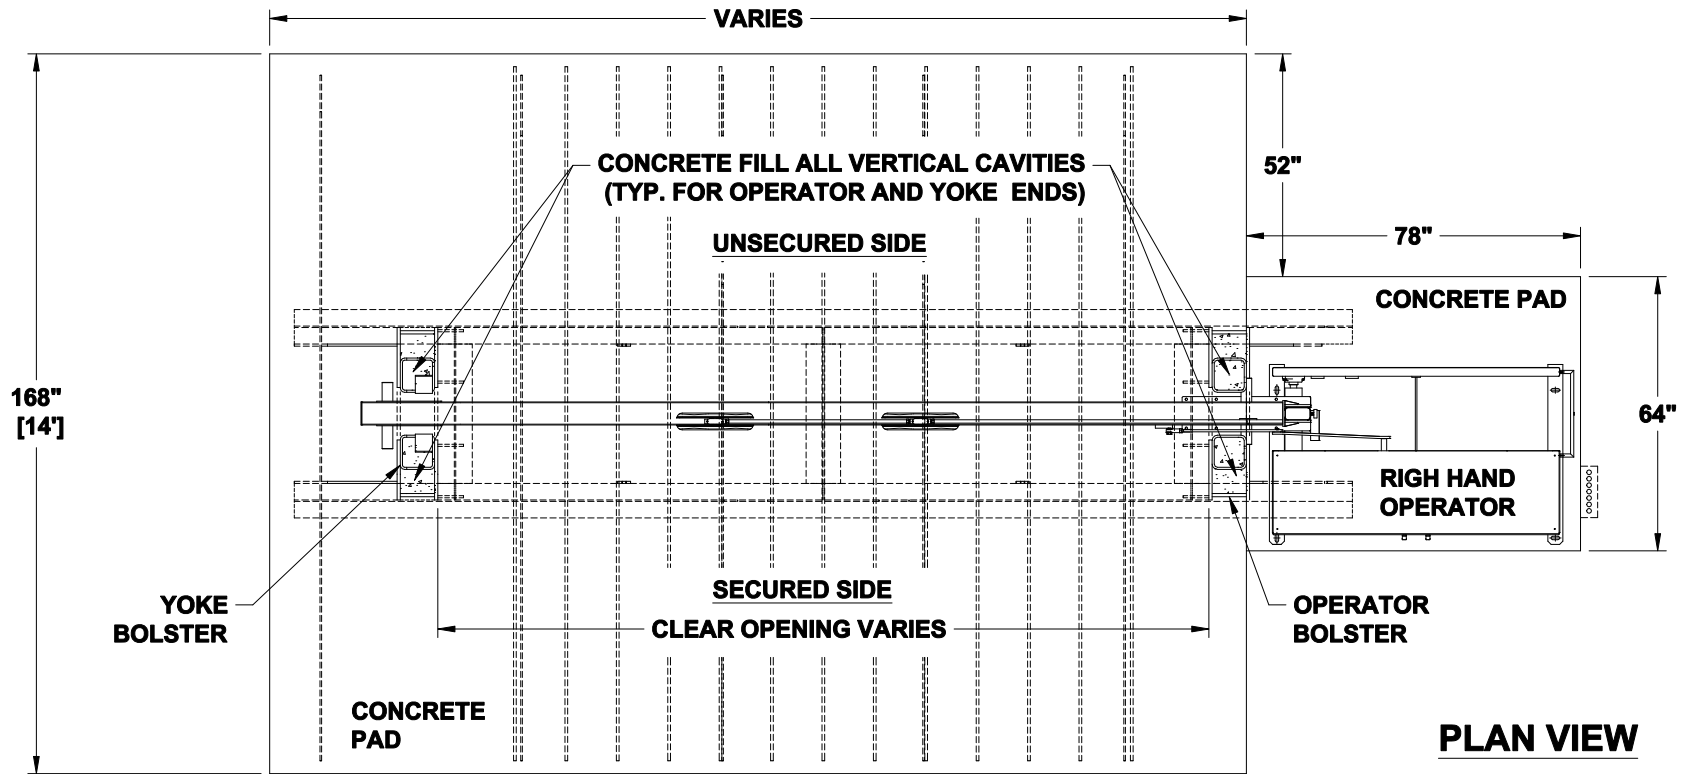 VARIES
CONCRETE FILL ALL VERTICAL CAVITIES
(TYP. FOR OPERATOR AND YOKE ENDS)
52"
UNSECURED SIDE
78"
CONCRETE PAD
168"
[14']
64"
RIGH HAND
OPERATOR
SECURED SIDE
CLEAR OPENING VARIES
YOKE
BOLSTER
OPERATOR
BOLSTER
CONCRETE
PAD
PLAN VIEW